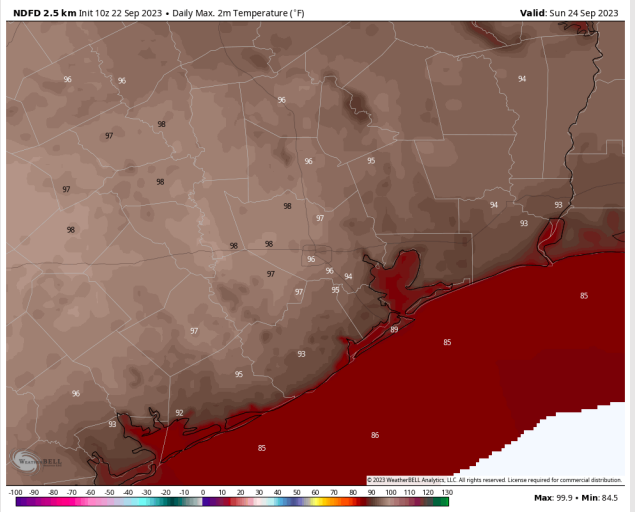 NDFD 2.5 km Init 10z 22 Sep 2023 • Daily Max. 2m Temperature (°F)
Valid: Sun 24 Sep 2023
96 96 94
96
98
97
96 95
98
97
98 94 93
97 93
98
98 98
96
97 96 94
97 95 85
97 89
85
93
95
96
92
93
86
85
WEATHERBELL
© 2023 WeatherBELL Analytics, LLC. All rights reserved. License required for commercial distribution.
-90 -80 -70 -60 -50 -40 -30 -20 -10 0 10 20 30 40 50 60 70 80 90 100 110 120 130
Max: 99.9 • Min: 84.5